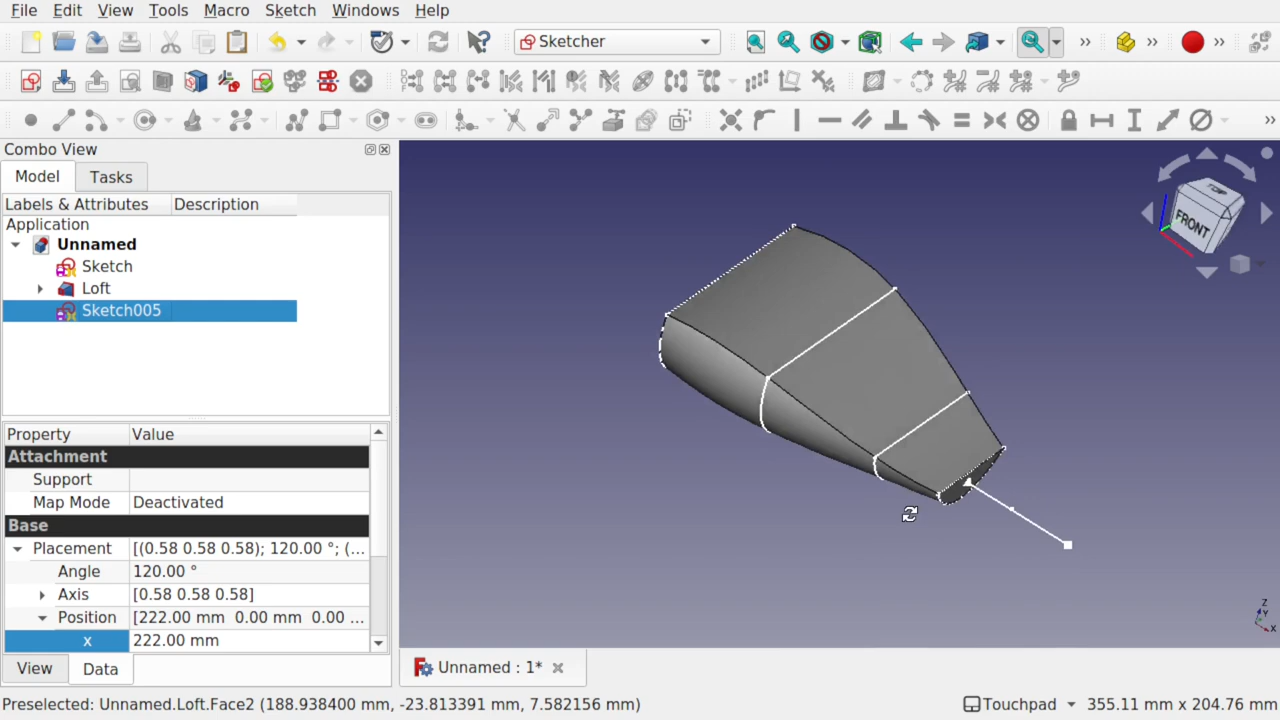 File Edit View Tools Macro Sketch Windows Help
Sketcher
Combo View
Model Tasks
Labels & Attributes Description
Application
Unnamed
Sketch
Loft
Sketch005
Property Value
Attachment
Support
Map Mode Deactivated
Base
Placement [(0.58 0.58 0.58); 120.00 °; (...
Angle 120.00 °
Axis [0.58 0.58 0.58]
Position [222.00 mm 0.00 mm 0.00 ...
x 222.00 mm
View Data
TOP
FRONT
Z
Y
X
Unnamed : 1*
Preselected: Unnamed.Loft.Face2 (188.938400 mm, -23.813391 mm, 7.582156 mm) Touchpad 355.11 mm x 204.76 mm